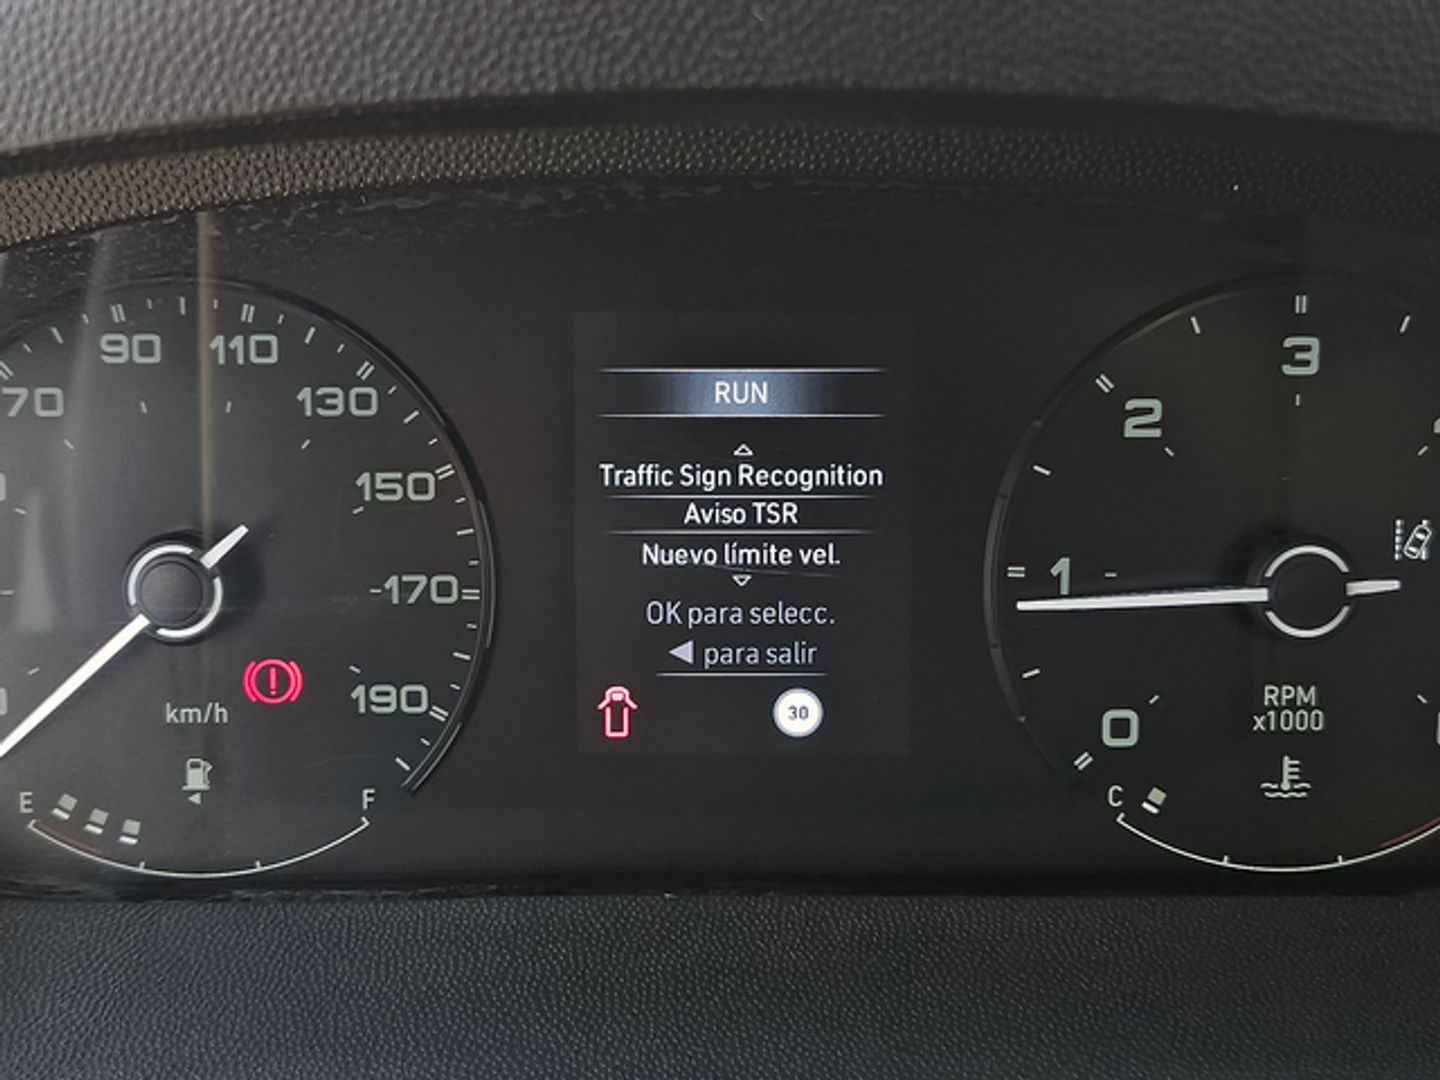 70
90
110
130
150
170
190
km/h
E
F
RUN
Traffic Sign Recognition
Aviso TSR
Nuevo límite vel.
OK para selecc.
para salir
30
0
1
2
3
RPM
x1000
C